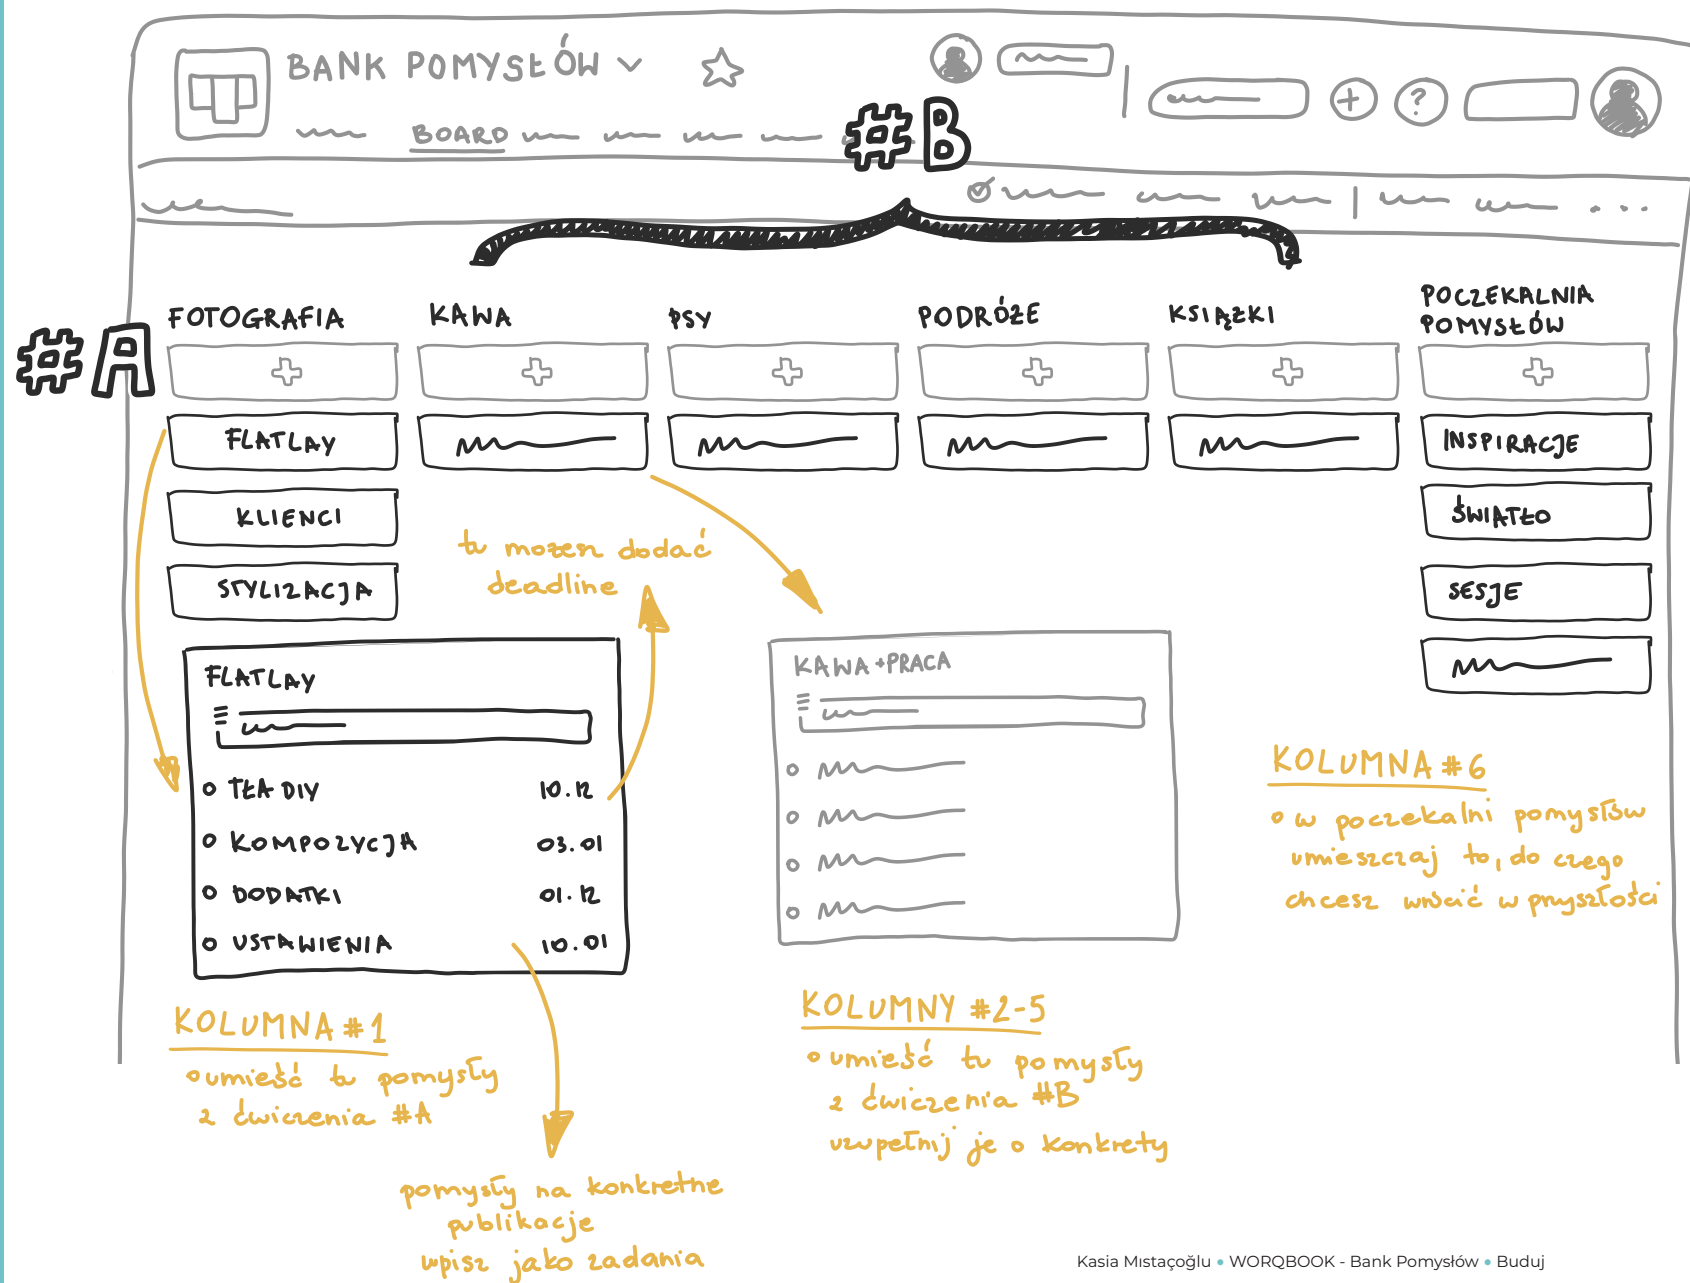 BANK POMYSŁÓW
BOARD
#B
?
#A
FOTOGRAFIA
KAWA
PSY
PODRÓŻE
KSIĄŻKI
POCZEKALNIA
POMYSŁÓW
FLATLAY
KLIENCI
STYLIZACJA
INSPIRACJE
ŚWIATŁO
SESJE
tu możesz dodać
deadline
FLATLAY
TŁA DIY 10.12
KOMPOZYCJA 03.01
DODATKI 01.12
USTAWIENIA 10.01
KAWA + PRACA
KOLUMNA #6
w poczekalni pomysłów
umieszczaj to, do czego
chcesz wrócić w przyszłości
KOLUMNA #1
umieść tu pomysły
z ćwiczenia #A
KOLUMNY #2-5
umieść tu pomysły
z ćwiczenia #B
uzupełnij je o konkrety
pomysły na konkretne
publikacje
wpisz jako zadania
Kasia Mıstaçoğlu • WORQBOOK - Bank Pomysłów • Buduj